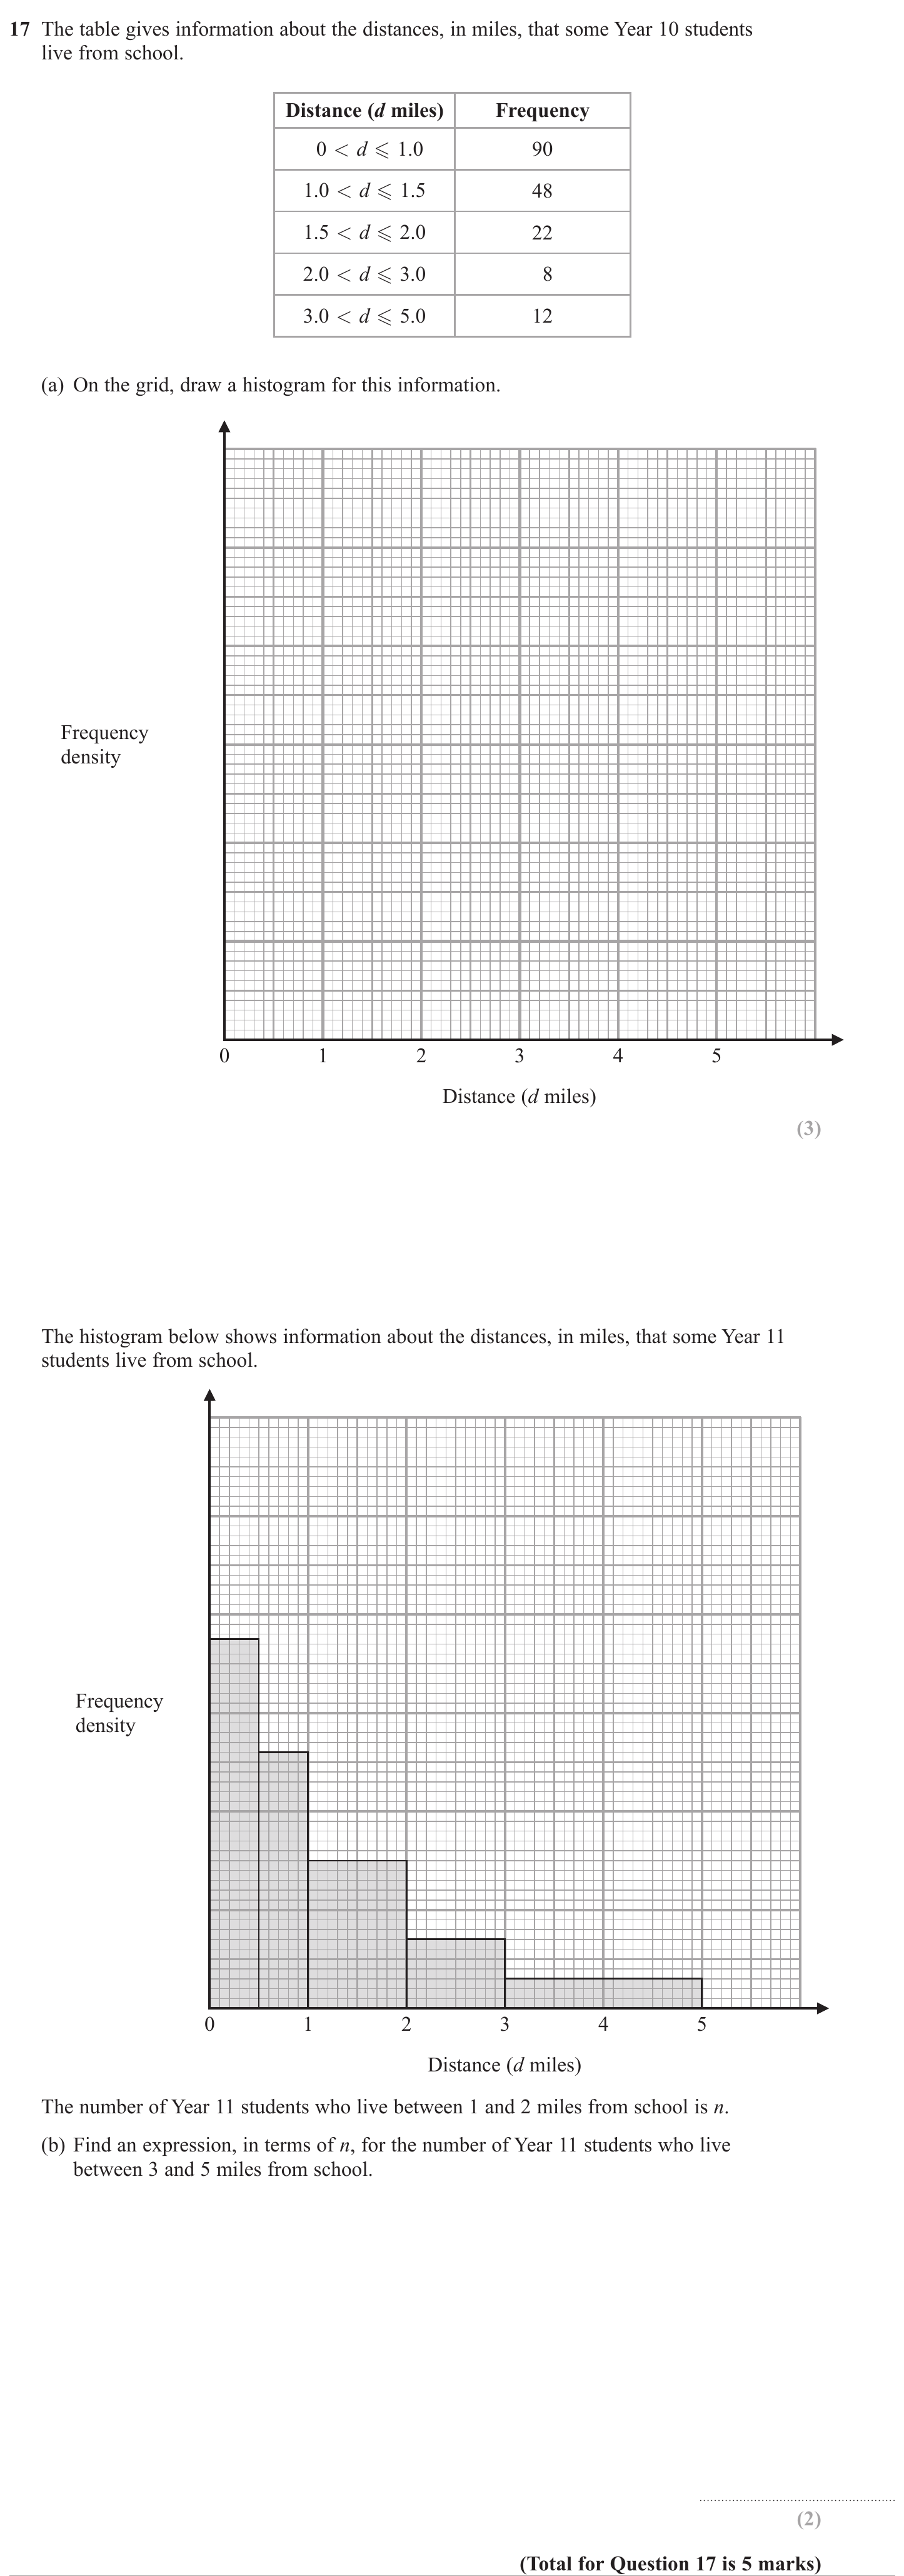 17 The table gives information about the distances, in miles, that some Year 10 students
live from school.
Distance (d miles) Frequency
0 < d ⩽ 1.0 90
1.0 < d ⩽ 1.5 48
1.5 < d ⩽ 2.0 22
2.0 < d ⩽ 3.0 8
3.0 < d ⩽ 5.0 12
(a) On the grid, draw a histogram for this information.
Frequency
density
0 1 2 3 4 5
Distance (d miles)
(3)
The histogram below shows information about the distances, in miles, that some Year 11
students live from school.
Frequency
density
0 1 2 3 4 5
Distance (d miles)
The number of Year 11 students who live between 1 and 2 miles from school is n.
(b) Find an expression, in terms of n, for the number of Year 11 students who live
between 3 and 5 miles from school.
(2)
(Total for Question 17 is 5 marks)